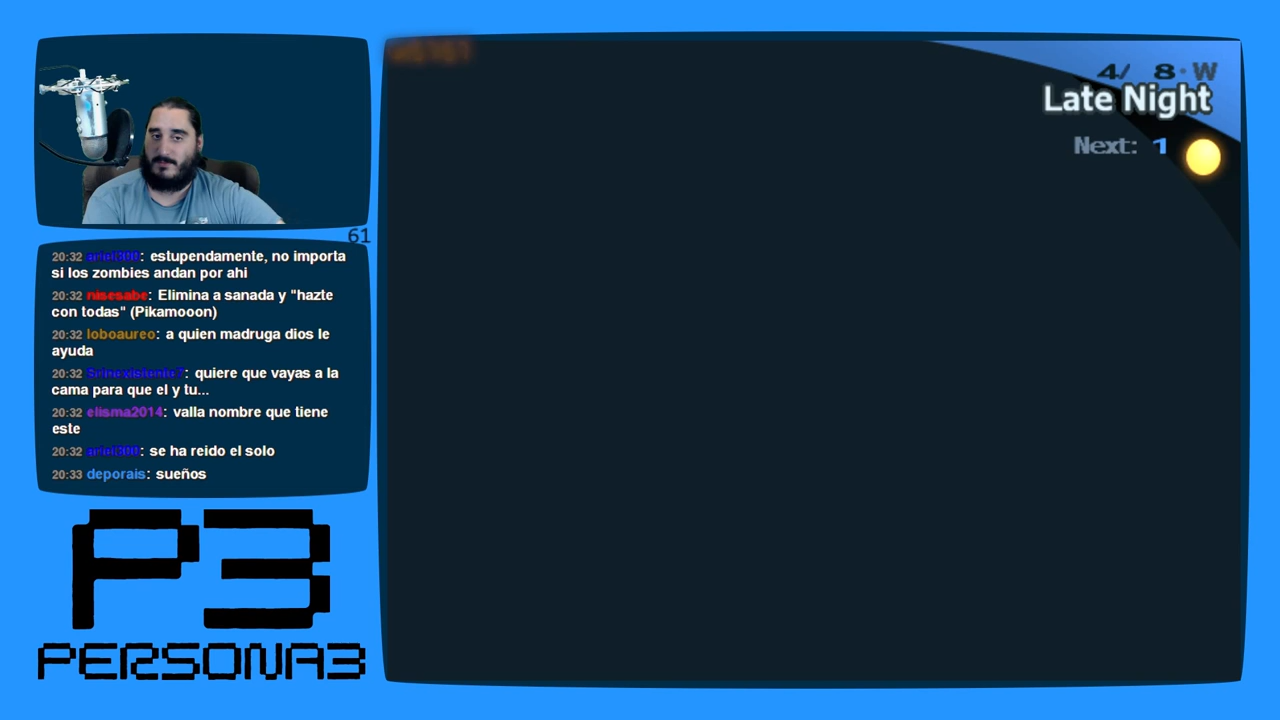 4/ 8·W
Late Night
Next: 1
61
20:32 ariel300: estupendamente, no importa
si los zombies andan por ahi
20:32 nisesabe: Elimina a sanada y "hazte
con todas" (Pikamooon)
20:32 loboaureo: a quien madruga dios le
ayuda
20:32 : quiere que vayas a la
cama para que el y tu...
20:32 elisma2014: valla nombre que tiene
este
20:32 ariel300: se ha reido el solo
20:33 deporais: sueños
P3
PERSONA3